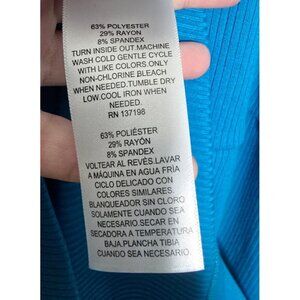 63% POLYESTER
29% RAYON
8% SPANDEX
TURN INSIDE OUT.MACHINE
WASH COLD GENTLE CYCLE
WITH LIKE COLORS.ONLY
NON-CHLORINE BLEACH
WHEN NEEDED.TUMBLE DRY
LOW.COOL IRON WHEN
NEEDED.
RN 137198
63% POLIÉSTER
29% RAYÓN
8% SPANDEX
VOLTEAR AL REVÉS.LAVAR
A MÁQUINA EN AGUA FRÍA
CICLO DELICADO CON
COLORES SIMILARES.
BLANQUEADOR SIN CLORO
SOLAMENTE CUANDO SEA
NECESARIO.SECAR EN
SECADORA A TEMPERATURA
BAJA.PLANCHA TIBIA
CUANDO SEA NECESARIO.